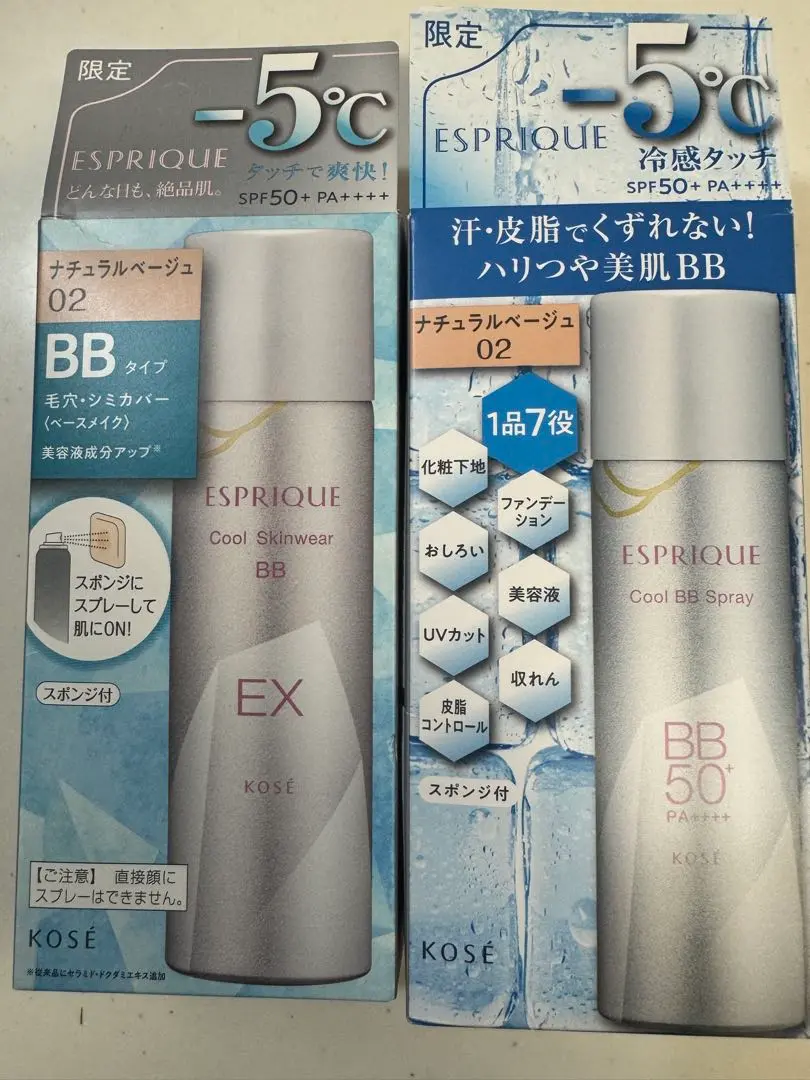 限定
-5℃
ESPRIQUE
タッチで爽快!
どんな日も、絶品肌。
SPF50+ PA++++
ナチュラルベージュ
02
BBタイプ
毛穴・シミカバー
〈ベースメイク〉
美容液成分アップ※
スポンジに
スプレーして
肌にON!
スポンジ付
ESPRIQUE
Cool Skinwear
BB
EX
KOSÉ
【ご注意】 直接顔に
スプレーはできません。
KOSÉ
※従来品にセラミド・ドクダミエキス追加
限定
-5℃
ESPRIQUE
冷感タッチ
SPF50+ PA++++
汗・皮脂でくずれない!
ハリつや美肌BB
ナチュラルベージュ
02
1品7役
化粧下地
ファンデー
ション
おしろい
美容液
UVカット
収れん
皮脂
コントロール
スポンジ付
ESPRIQUE
Cool BB Spray
BB
50+
PA++++
KOSÉ
KOSÉ